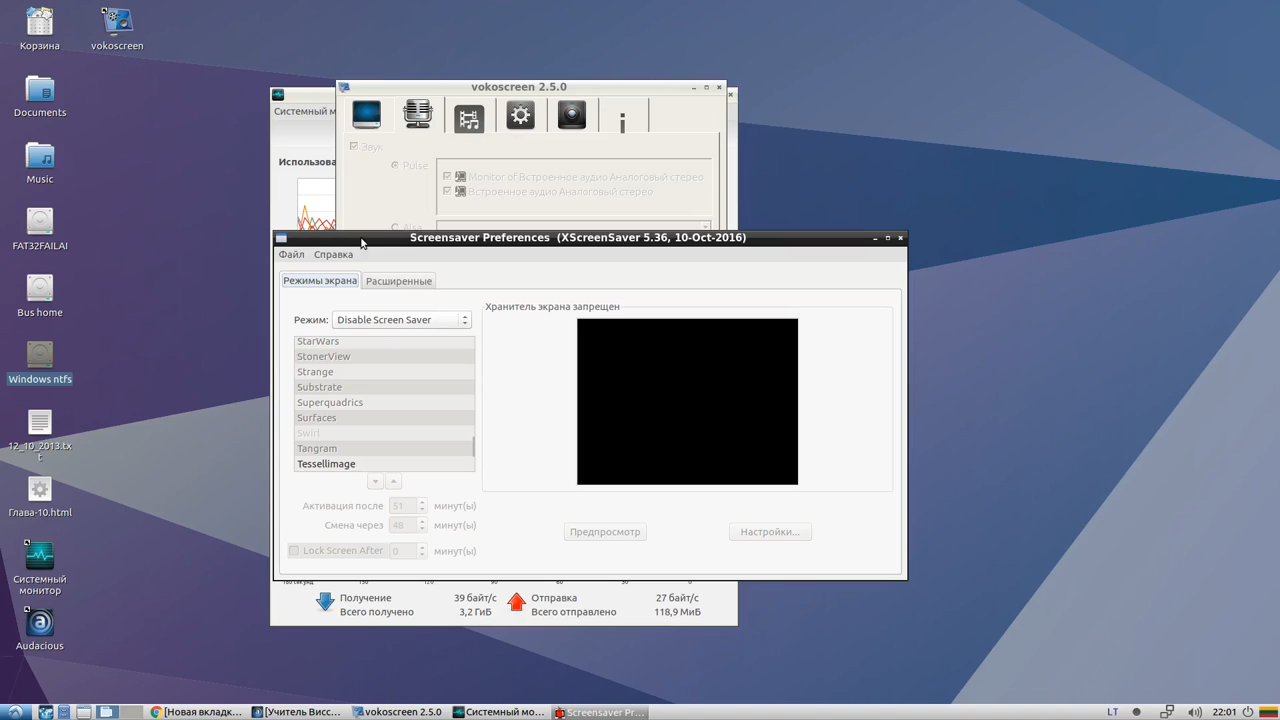 Корзина
vokoscreen
Documents
Music
FAT32FAILAI
Bus home
Windows ntfs
12_10_2013.tx
t
Глава-10.html
Системный
монитор
Audacious
vokoscreen 2.5.0
Системный м
Использова
Звук
Pulse
Monitor of Встроенное аудио Аналоговый стерео
Встроенное аудио Аналоговый стерео
Alsa
Screensaver Preferences  (XScreenSaver 5.36, 10-Oct-2016)
Файл Справка
Режимы экрана Расширенные
Режим: Disable Screen Saver
StarWars
StonerView
Strange
Substrate
Superquadrics
Surfaces
Swirl
Tangram
Tessellimage
Активация после 51 минут(ы)
Смена через 48 минут(ы)
Lock Screen After 0 минут(ы)
Хранитель экрана запрещен
Предпросмотр Настройки...
Получение 39 байт/с
Всего получено 3,2 ГиБ
Отправка 27 байт/с
Всего отправлено 118,9 МиБ
[Новая вкладк... [Учитель Висс... vokoscreen 2.5.0 Системный мо... Screensaver Pr... LT 22:01